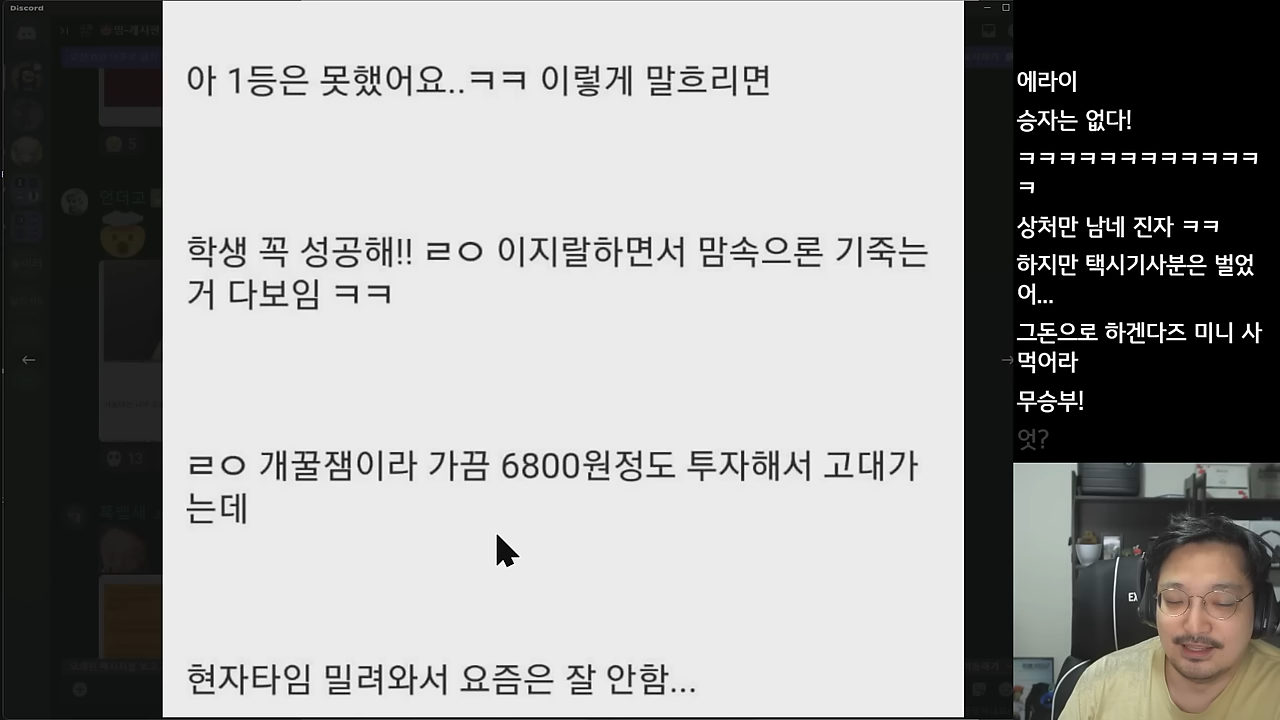 Discord
아 1등은 못했어요..ㅋㅋ 이렇게 말흐리면
학생 꼭 성공해!! ㄹㅇ 이지랄하면서 맘속으론 기죽는
거 다보임 ㅋㅋ
ㄹㅇ 개꿀잼이라 가끔 6800원정도 투자해서 고대가
는데
현자타임 밀려와서 요즘은 잘 안함...
5
13
에라이
승자는 없다!
ㅋㅋㅋㅋㅋㅋㅋㅋㅋㅋㅋㅋ
ㅋ
상처만 남네 진자 ㅋㅋ
하지만 택시기사분은 벌었
어...
그돈으로 하겐다즈 미니 사
먹어라
무승부!
엇?